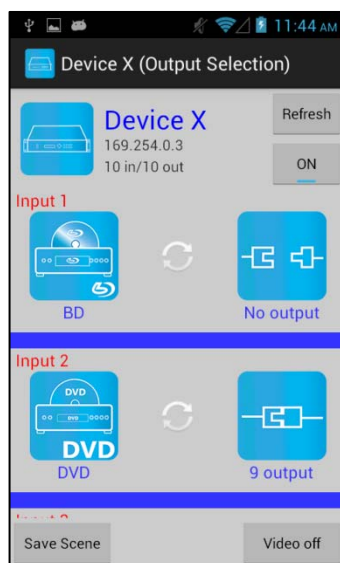 11:44 AM
Device X (Output Selection)
Device X
169.254.0.3
10 in/10 out
Refresh
ON
Input 1
BD
No output
Input 2
DVD
DVD
DVD
9 output
Save Scene
Video off